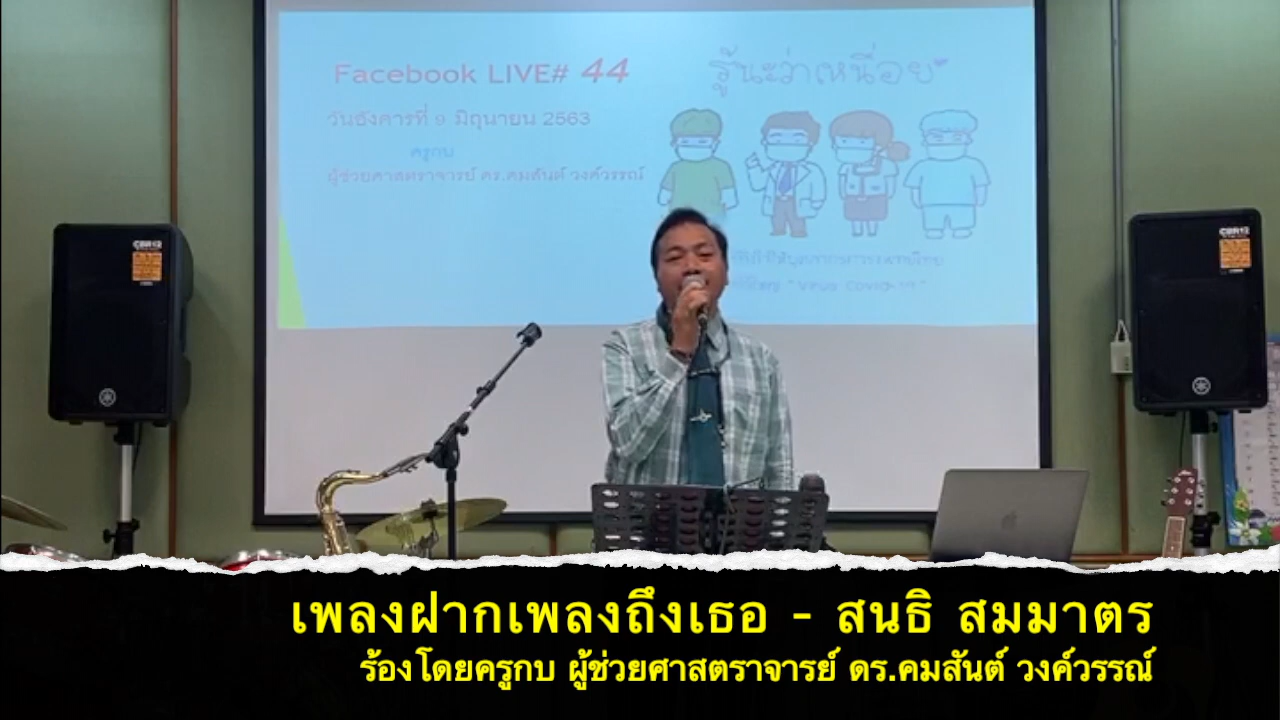 Facebook LIVE# 44
รู้นะว่าเหนื่อย
วันอังคารที่ 9 มิถุนายน 2563
ครูกบ
ผู้ช่วยศาสตราจารย์ ดร.คมสันต์ วงค์วรรณ์
CBR12
CBR12
เพลงฝากเพลงถึงเธอ - สนธิ สมมาตร
ร้องโดยครูกบ ผู้ช่วยศาสตราจารย์ ดร.คมสันต์ วงค์วรรณ์